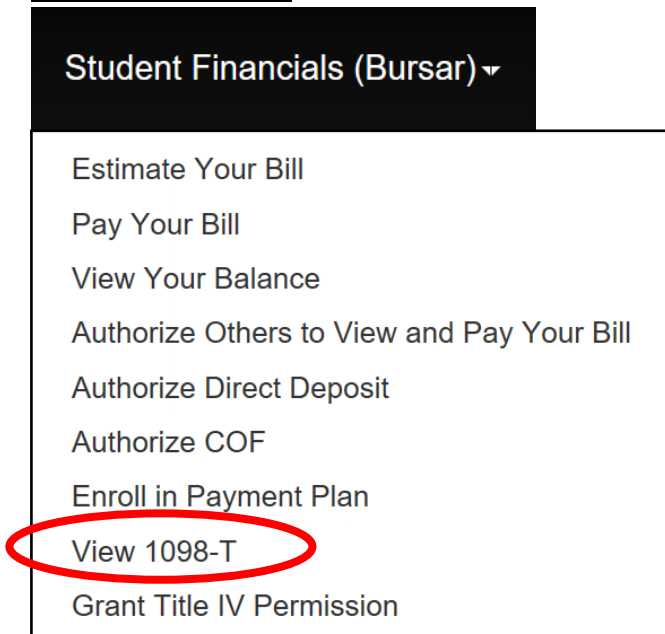 Student Financials (Bursar)
Estimate Your Bill
Pay Your Bill
View Your Balance
Authorize Others to View and Pay Your Bill
Authorize Direct Deposit
Authorize COF
Enroll in Payment Plan
View 1098-T
Grant Title IV Permission